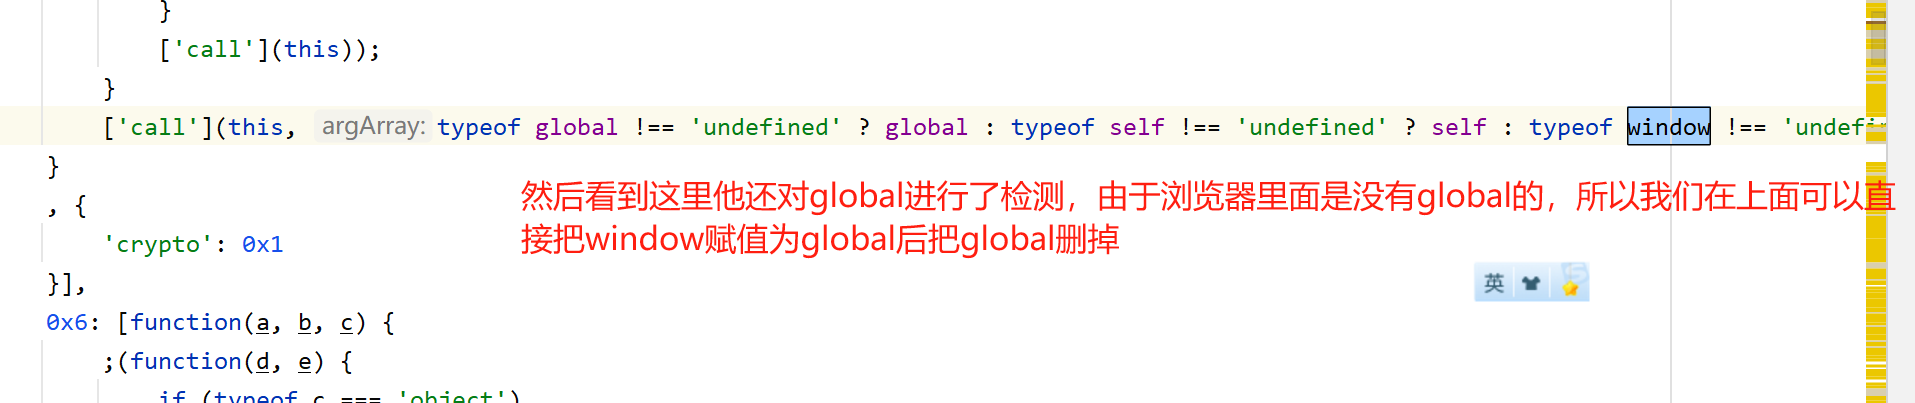 }
['call'](this));
}
['call'](this, argArray: typeof global !== 'undefined' ? global : typeof self !== 'undefined' ? self : typeof window !== 'undefin
}
, {
然后看到这里他还对global进行了检测，由于浏览器里面是没有global的，所以我们在上面可以直
接把window赋值为global后把global删掉
'crypto': 0x1
}],
英
0x6: [function(a, b, c) {
;(function(d, e) {
if (typeof c === 'object')